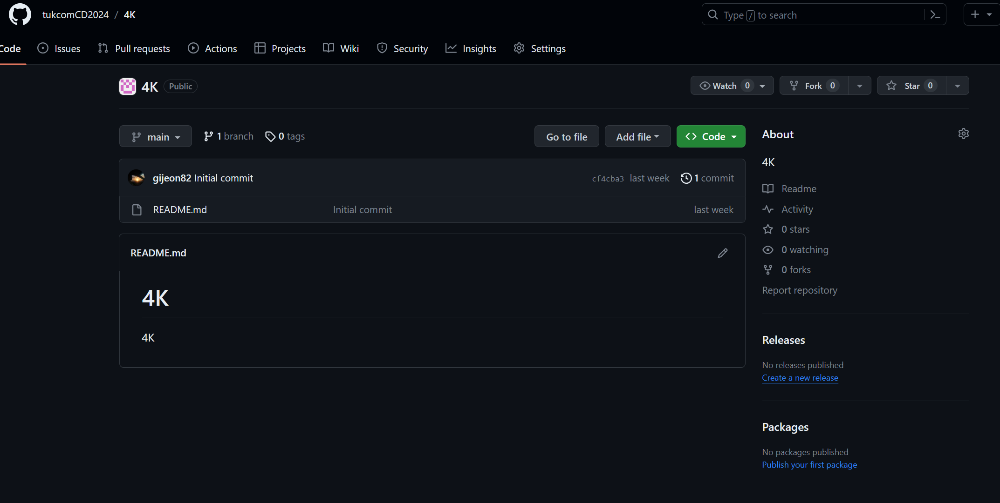 tukcomCD2024 / 4K
Type / to search
Code Issues Pull requests Actions Projects Wiki Security Insights Settings
4K Public
Watch 0 Fork 0 Star 0
main 1 branch 0 tags
Go to file Add file Code
gijeon82 Initial commit cf4cba3 last week 1 commit
README.md Initial commit last week
README.md
4K
4K
About
4K
Readme
Activity
0 stars
0 watching
0 forks
Report repository
Releases
No releases published
Create a new release
Packages
No packages published
Publish your first package